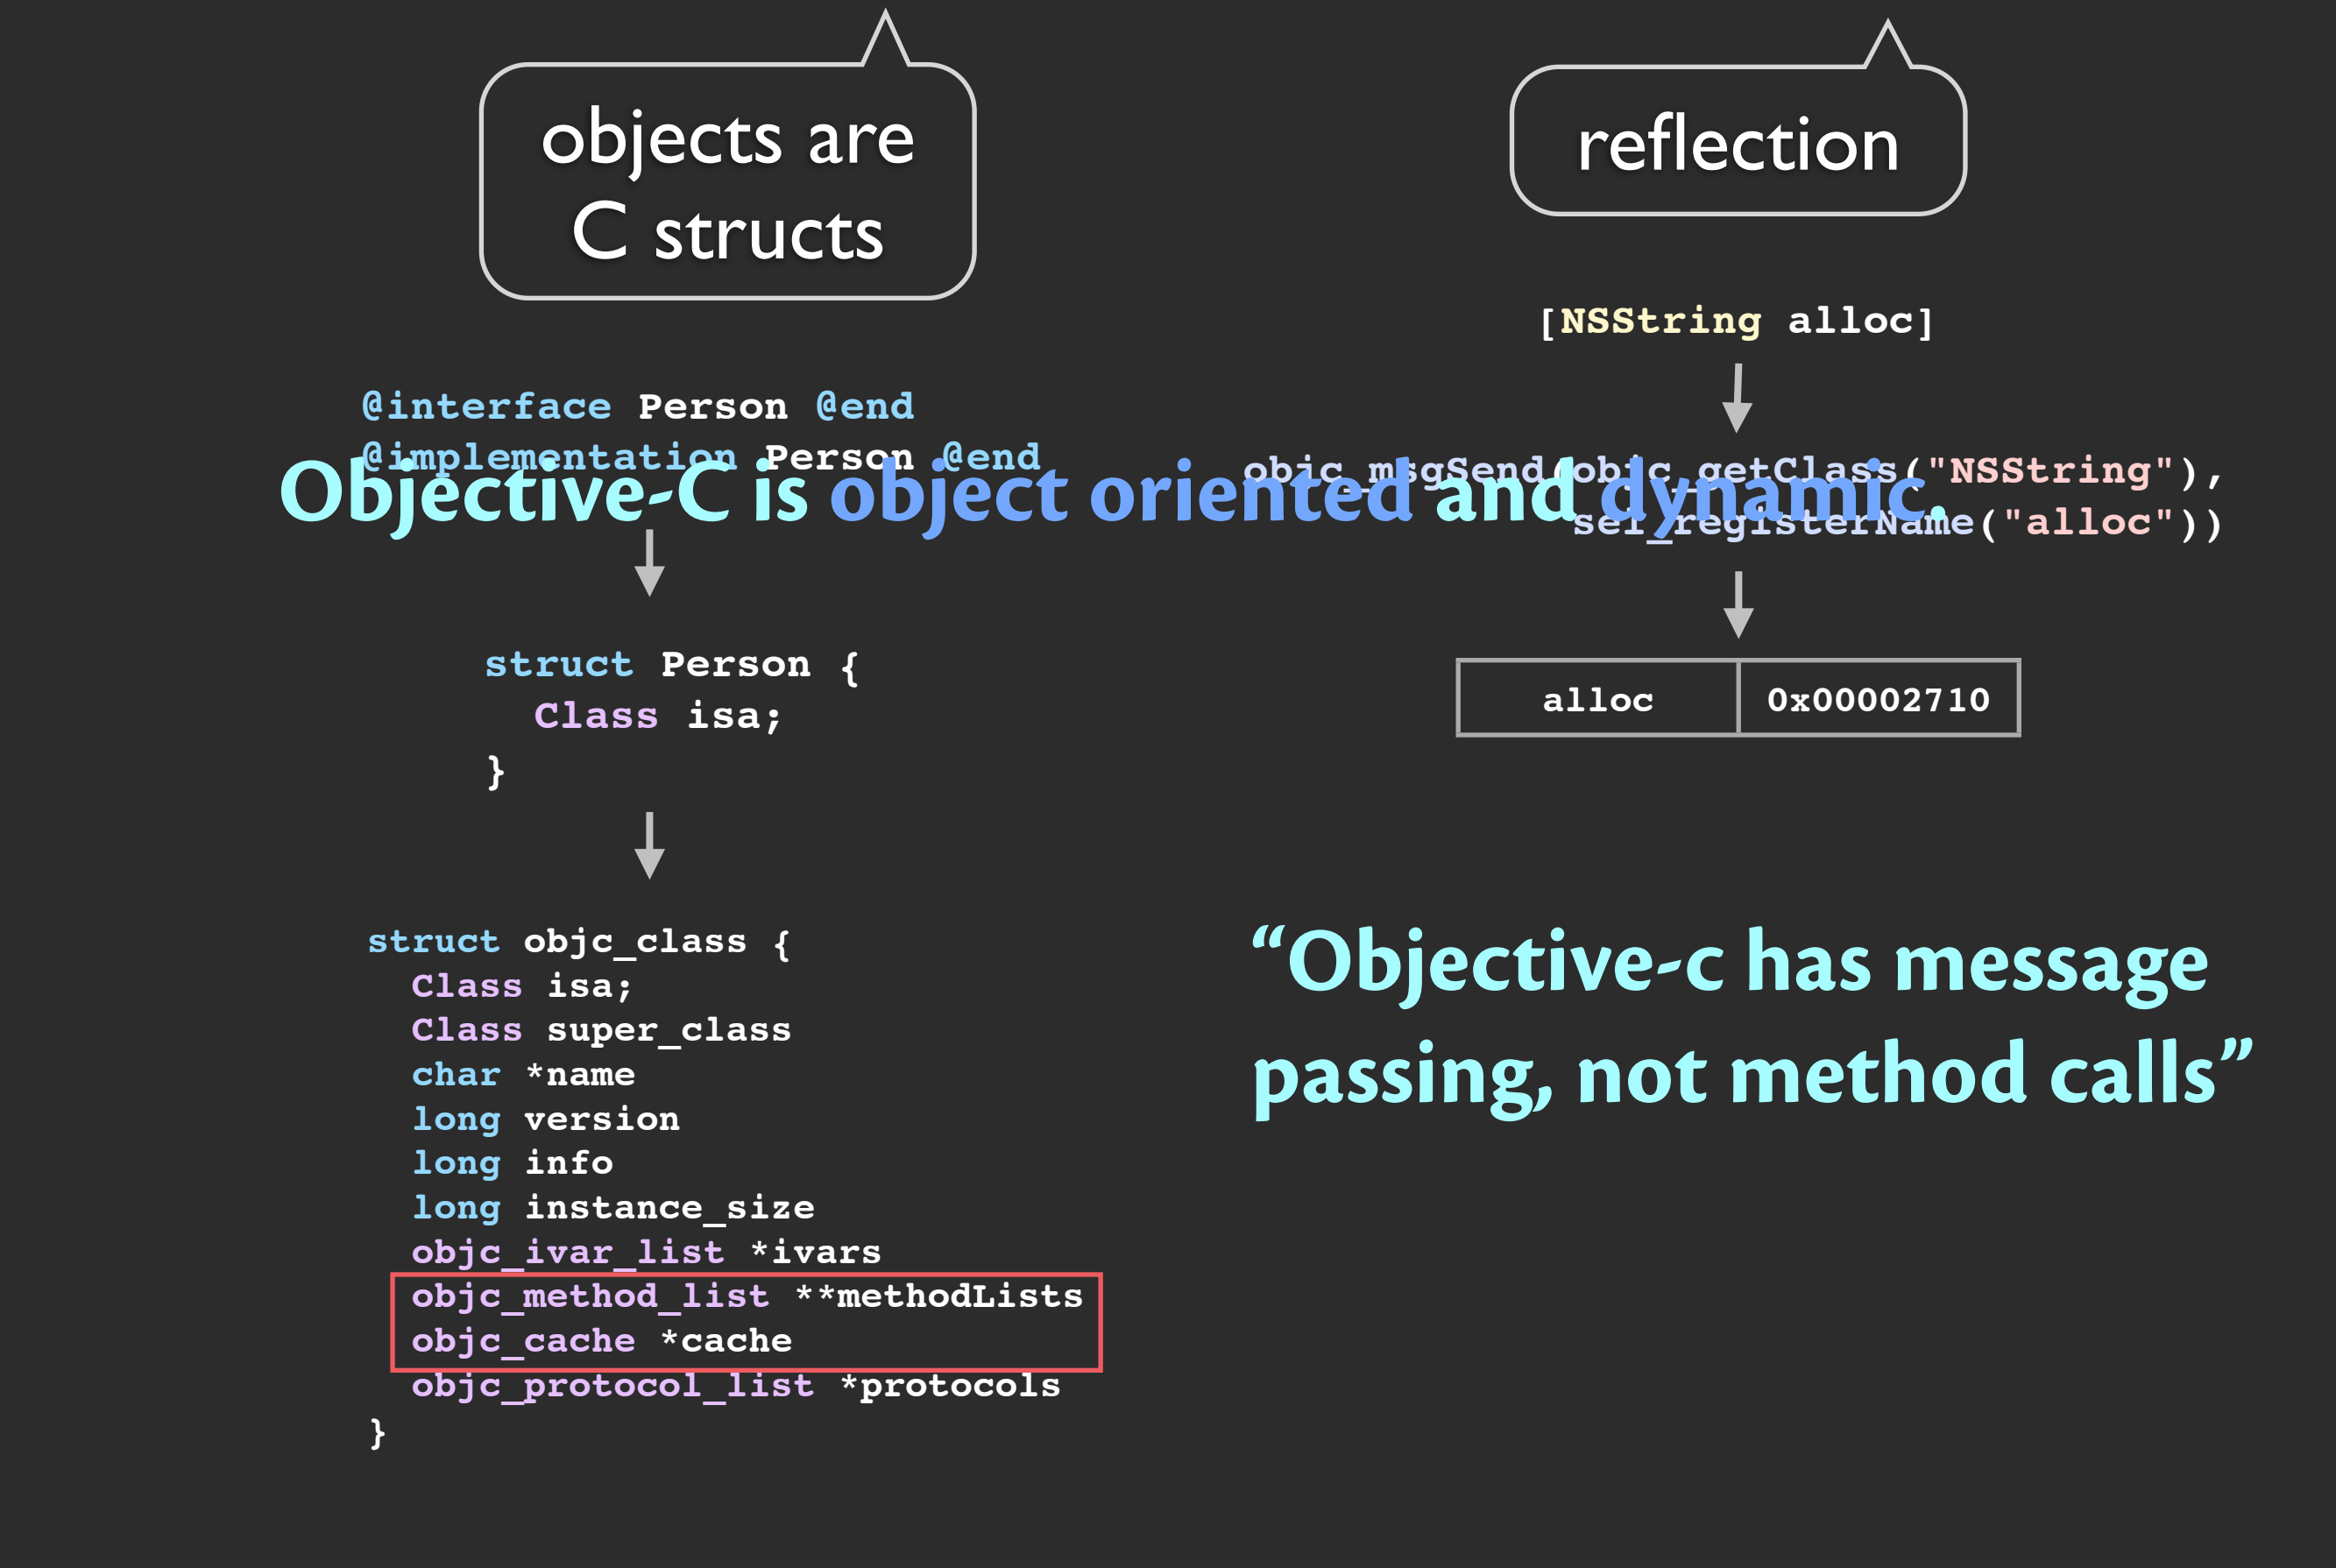 objects are
C structs
@interface Person @end
@implementation Person @end
Objective-C is object oriented and dynamic.
struct Person {
Class isa;
}
struct objc_class {
Class isa;
Class super_class
char *name
long version
long info
long instance_size
objc_ivar_list *ivars
objc_method_list **methodLists
objc_cache *cache
objc_protocol_list *protocols
}
reflection
[NSString alloc]
objc_msgSend(objc_getClass("NSString"),
sel_registerName("alloc"))
alloc 0x00002710
“Objective-c has message
passing, not method calls”